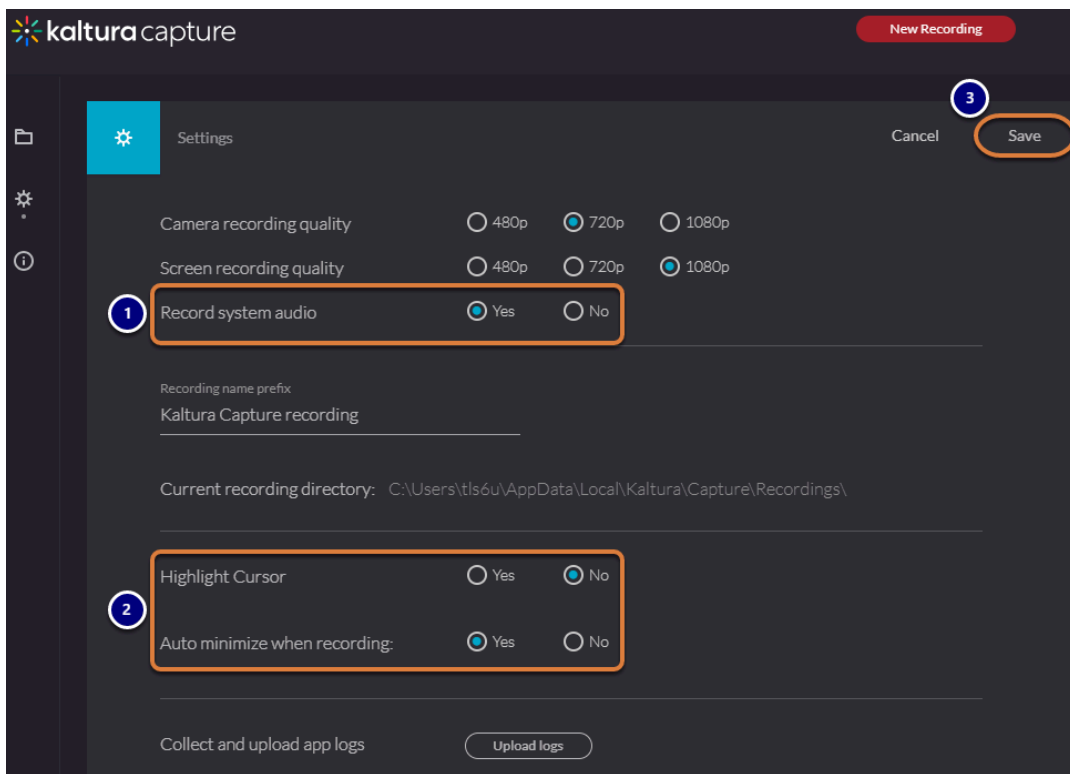 kaltura capture
New Recording
3
Settings
Cancel
Save
Camera recording quality
480p
720p
1080p
Screen recording quality
480p
720p
1080p
1
Record system audio
Yes
No
Recording name prefix
Kaltura Capture recording
Current recording directory: C:\Users\tls6u\AppData\Local\Kaltura\Capture\Recordings\
2
Highlight Cursor
Yes
No
Auto minimize when recording:
Yes
No
Collect and upload app logs
Upload logs